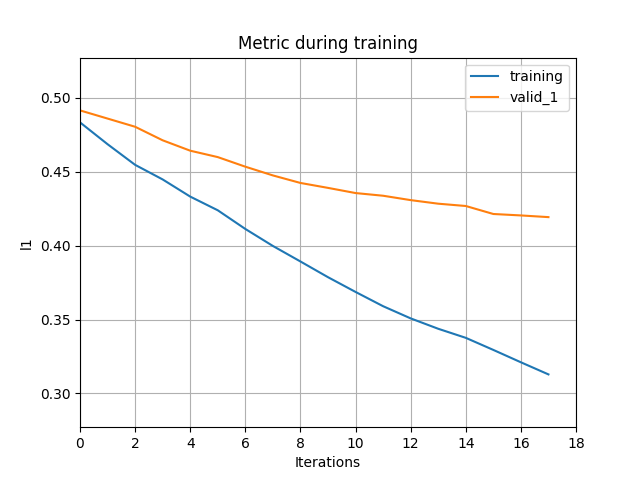 Metric during training
training
valid_1
0.50
0.45
0.40
0.35
0.30
l1
0 2 4 6 8 10 12 14 16 18
Iterations